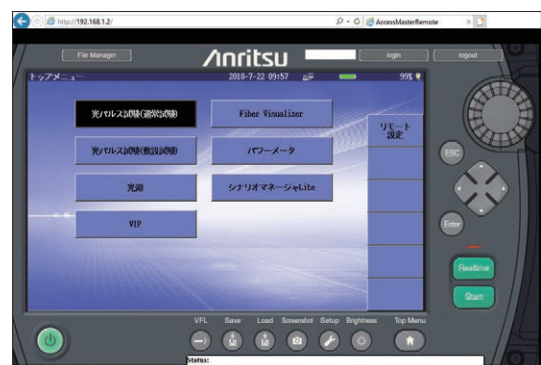 http://192.168.1.2/
AccessMasterRemote
File Manager
Anritsu
login
logout
トップメニュー
2018-7-22 09:57
99%
光パルス試験(通常試験)
Fiber Visualizer
リモート
設定
光パルス試験(敷設試験)
パワーメータ
光源
シナリオマネージャLite
VIP
ESC
Enter
Realtime
Start
VFL
Save
Load
Screenshot
Setup
Brightness
Top Menu
Status: